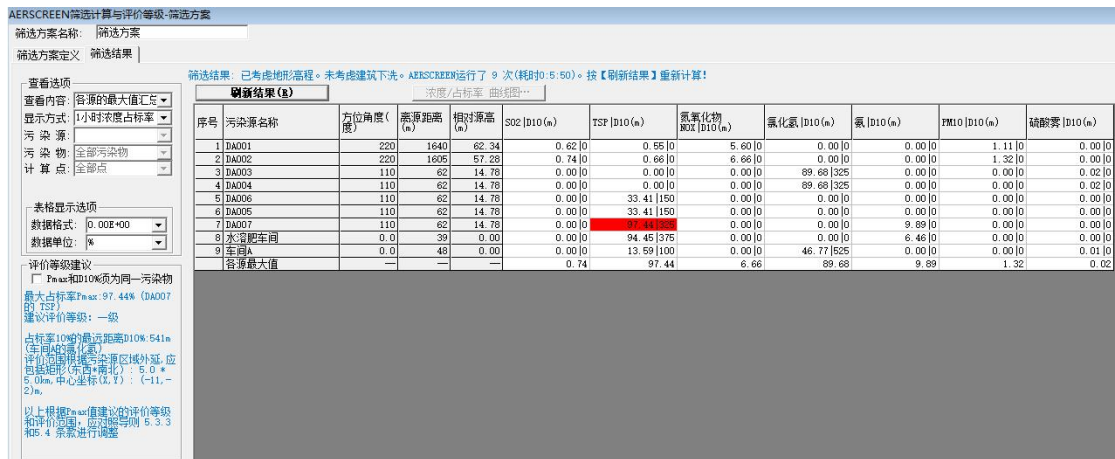 AERSCREEN筛选计算与评价等级-筛选方案
筛选方案名称: 筛选方案
筛选方案定义 筛选结果
筛选结果: 已考虑地形高程。未考虑建筑下洗。AERSCREEN运行了 9 次(耗时0:5:50)。按【刷新结果】重新计算!
查看选项
查看内容: 各源的最大值汇总
显示方式: 1小时浓度占标率
污 染 源:
污 染 物: 全部污染物
计 算 点: 全部点
表格显示选项
数据格式: 0.00E+00
数据单位: %
评价等级建议
Pmax和D10%须为同一污染物
最大占标率Pmax:97.44% (DA007
的 TSP)
建议评价等级: 一级
占标率10%的最远距离D10%:541m
(车间A的氯化氢)
评价范围根据污染源区域外延,应
包括矩形(东西*南北): 5.0 *
5.0km,中心坐标(X,Y): (-11,-
2)m,
以上根据Pmax值建议的评价等级
和评价范围,应对照导则 5.3.3
和5.4 条款进行调整
刷新结果(R) 浓度/占标率 曲线图…
序号 污染源名称 方位角度(度) 离源距离(m) 相对源高(m) SO2|D10(m) TSP|D10(m) 氮氧化物NOX|D10(m) 氯化氢|D10(m) 氨|D10(m) PM10|D10(m) 硫酸雾|D10(m)
1 DA001 220 1640 62.34 0.62|0 0.55|0 5.60|0 0.00|0 0.00|0 1.11|0 0.00|0
2 DA002 220 1605 57.28 0.74|0 0.66|0 6.66|0 0.00|0 0.00|0 1.32|0 0.00|0
3 DA003 110 62 14.78 0.00|0 0.00|0 0.00|0 89.68|325 0.00|0 0.00|0 0.02|0
4 DA004 110 62 14.78 0.00|0 0.00|0 0.00|0 89.68|325 0.00|0 0.00|0 0.02|0
5 DA006 110 62 14.78 0.00|0 33.41|150 0.00|0 0.00|0 0.00|0 0.00|0 0.00|0
6 DA005 110 62 14.78 0.00|0 33.41|150 0.00|0 0.00|0 0.00|0 0.00|0 0.00|0
7 DA007 110 62 14.78 0.00|0 97.44|325 0.00|0 0.00|0 9.89|0 0.00|0 0.00|0
8 水溶肥车间 0.0 39 0.00 0.00|0 94.45|375 0.00|0 0.00|0 6.46|0 0.00|0 0.00|0
9 车间A 0.0 48 0.00 0.00|0 13.59|100 0.00|0 46.77|525 0.00|0 0.00|0 0.01|0
各源最大值 — — — 0.74 97.44 6.66 89.68 9.89 1.32 0.02